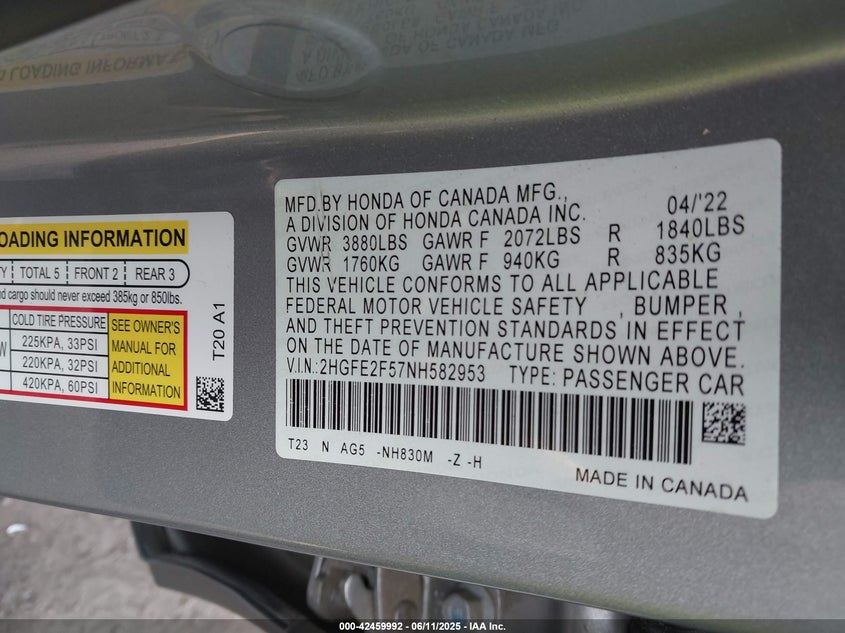 OADING INFORMATION
TY TOTAL 5 FRONT 2 REAR 3
nd cargo should never exceed 385kg or 850lbs.
COLD TIRE PRESSURE
W 225KPA, 33PSI
220KPA, 32PSI
420KPA, 60PSI
SEE OWNER'S
MANUAL FOR
ADDITIONAL
INFORMATION
T20 A1
MFD.BY HONDA OF CANADA MFG., 04/'22
A DIVISION OF HONDA CANADA INC.
GVWR 3880LBS GAWR F 2072LBS R 1840LBS
GVWR 1760KG GAWR F 940KG R 835KG
THIS VEHICLE CONFORMS TO ALL APPLICABLE
FEDERAL MOTOR VEHICLE SAFETY , BUMPER ,
AND THEFT PREVENTION STANDARDS IN EFFECT
ON THE DATE OF MANUFACTURE SHOWN ABOVE.
V.I.N.:2HGFE2F57NH582953 TYPE: PASSENGER CAR
T23 N AG5 -NH830M -Z -H
MADE IN CANADA
000-42459992 - 06/11/2025 - IAA Inc.